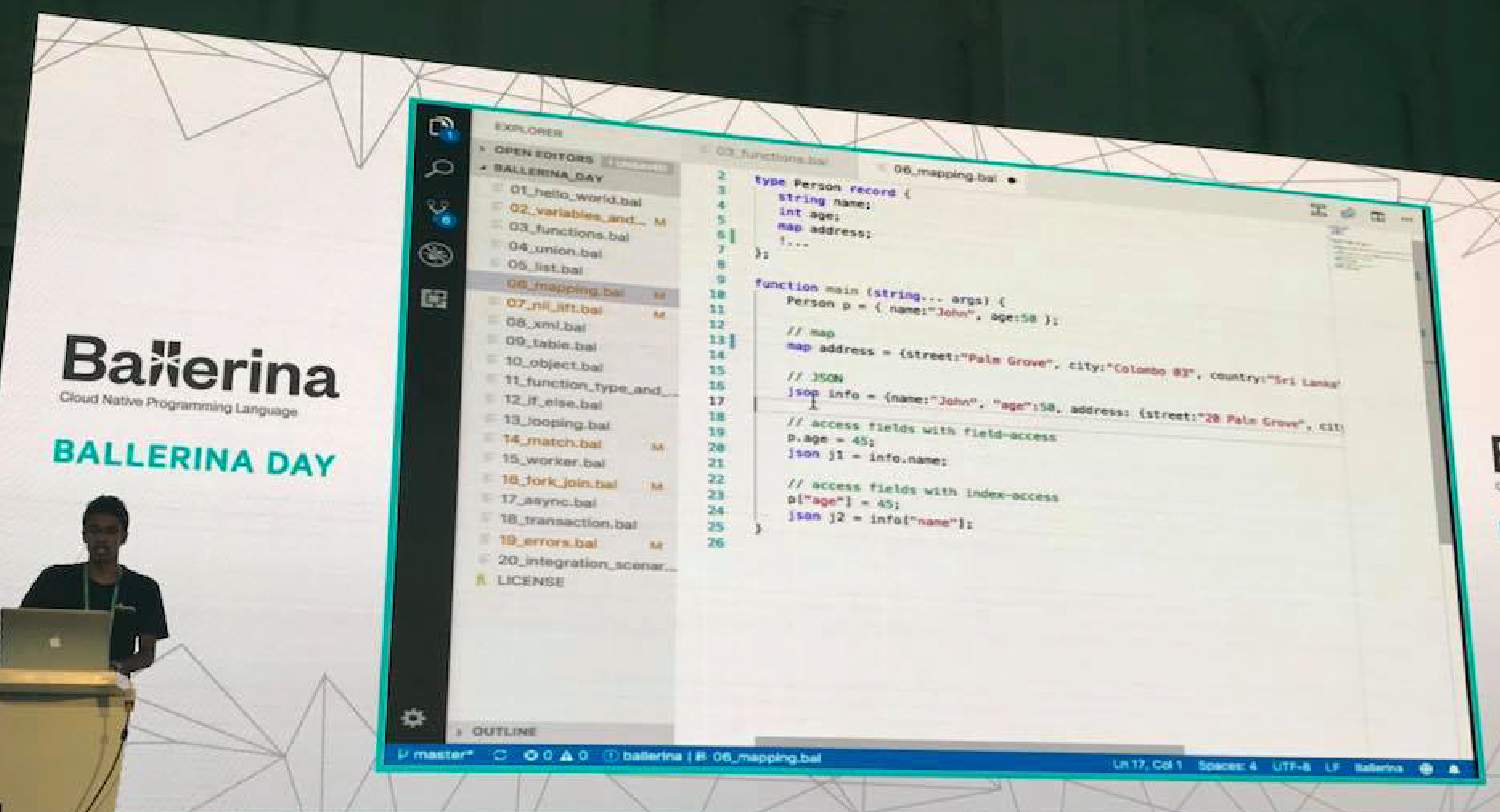 Ballerina
Cloud Native Programming Language
BALLERINA DAY
EXPLORER
OPEN EDITORS 1 UNSAVED
BALLERINA_DAY
01_hello_world.bal
02_variables_and_... M
03_functions.bal
04_union.bal
05_list.bal
06_mapping.bal M
07_nil_lift.bal M
08_xml.bal
09_table.bal
10_object.bal
11_function_type_and_...
12_if_else.bal
13_looping.bal
14_match.bal M
15_worker.bal
16_fork_join.bal M
17_async.bal
18_transaction.bal
19_errors.bal M
20_integration_scenar...
LICENSE
OUTLINE
1
6
03_functions.bal
06_mapping.bal
2 type Person record {
3 string name;
4 int age;
5 map address;
6 !...
7 };
8
9 function main (string... args) {
10 Person p = { name:"John", age:50 };
11
12 // map
13 map address = {street:"Palm Grove", city:"Colombo 03", country:"Sri Lanka"
14
15 // JSON
16 json info = {name:"John", "age":50, address: {street:"20 Palm Grove", cit
17
18 // access fields with field-access
19 p.age = 45;
20 json j1 = info.name;
21
22 // access fields with index-access
23 p["age"] = 45;
24 json j2 = info["name"];
25 }
26
master* 0 0 ballerina | 06_mapping.bal
Ln 17, Col 1 Spaces: 4 UTF-8 LF Ballerina